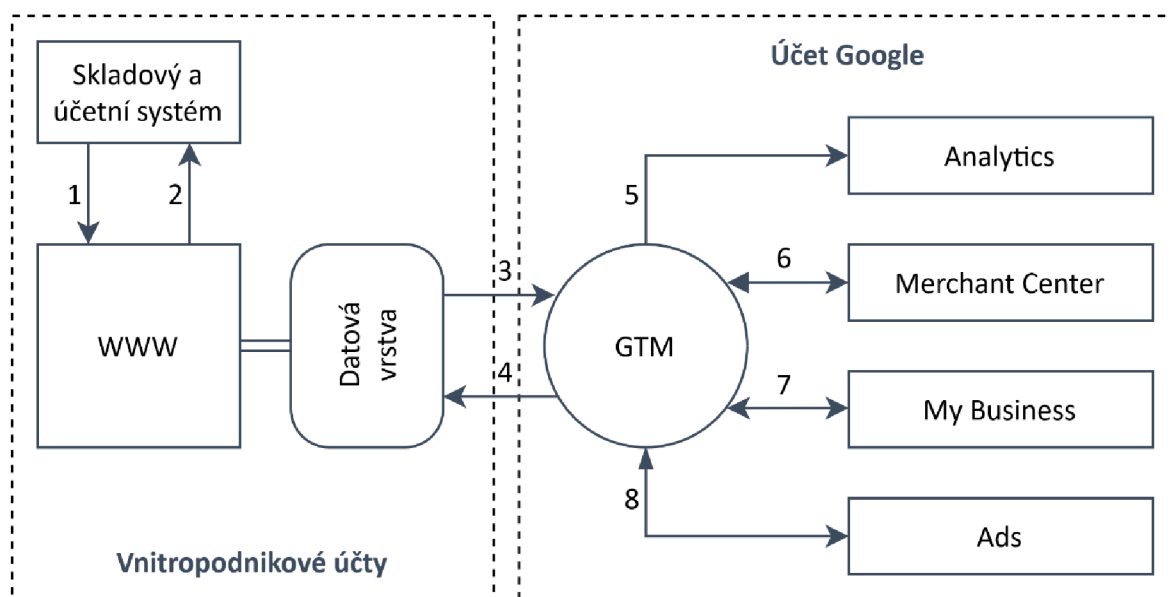 Skladový a
účetní systém
1
2
WWW
Datová
vrstva
Vnitropodnikové účty
Účet Google
3
4
GTM
5
6
7
8
Analytics
Merchant Center
My Business
Ads